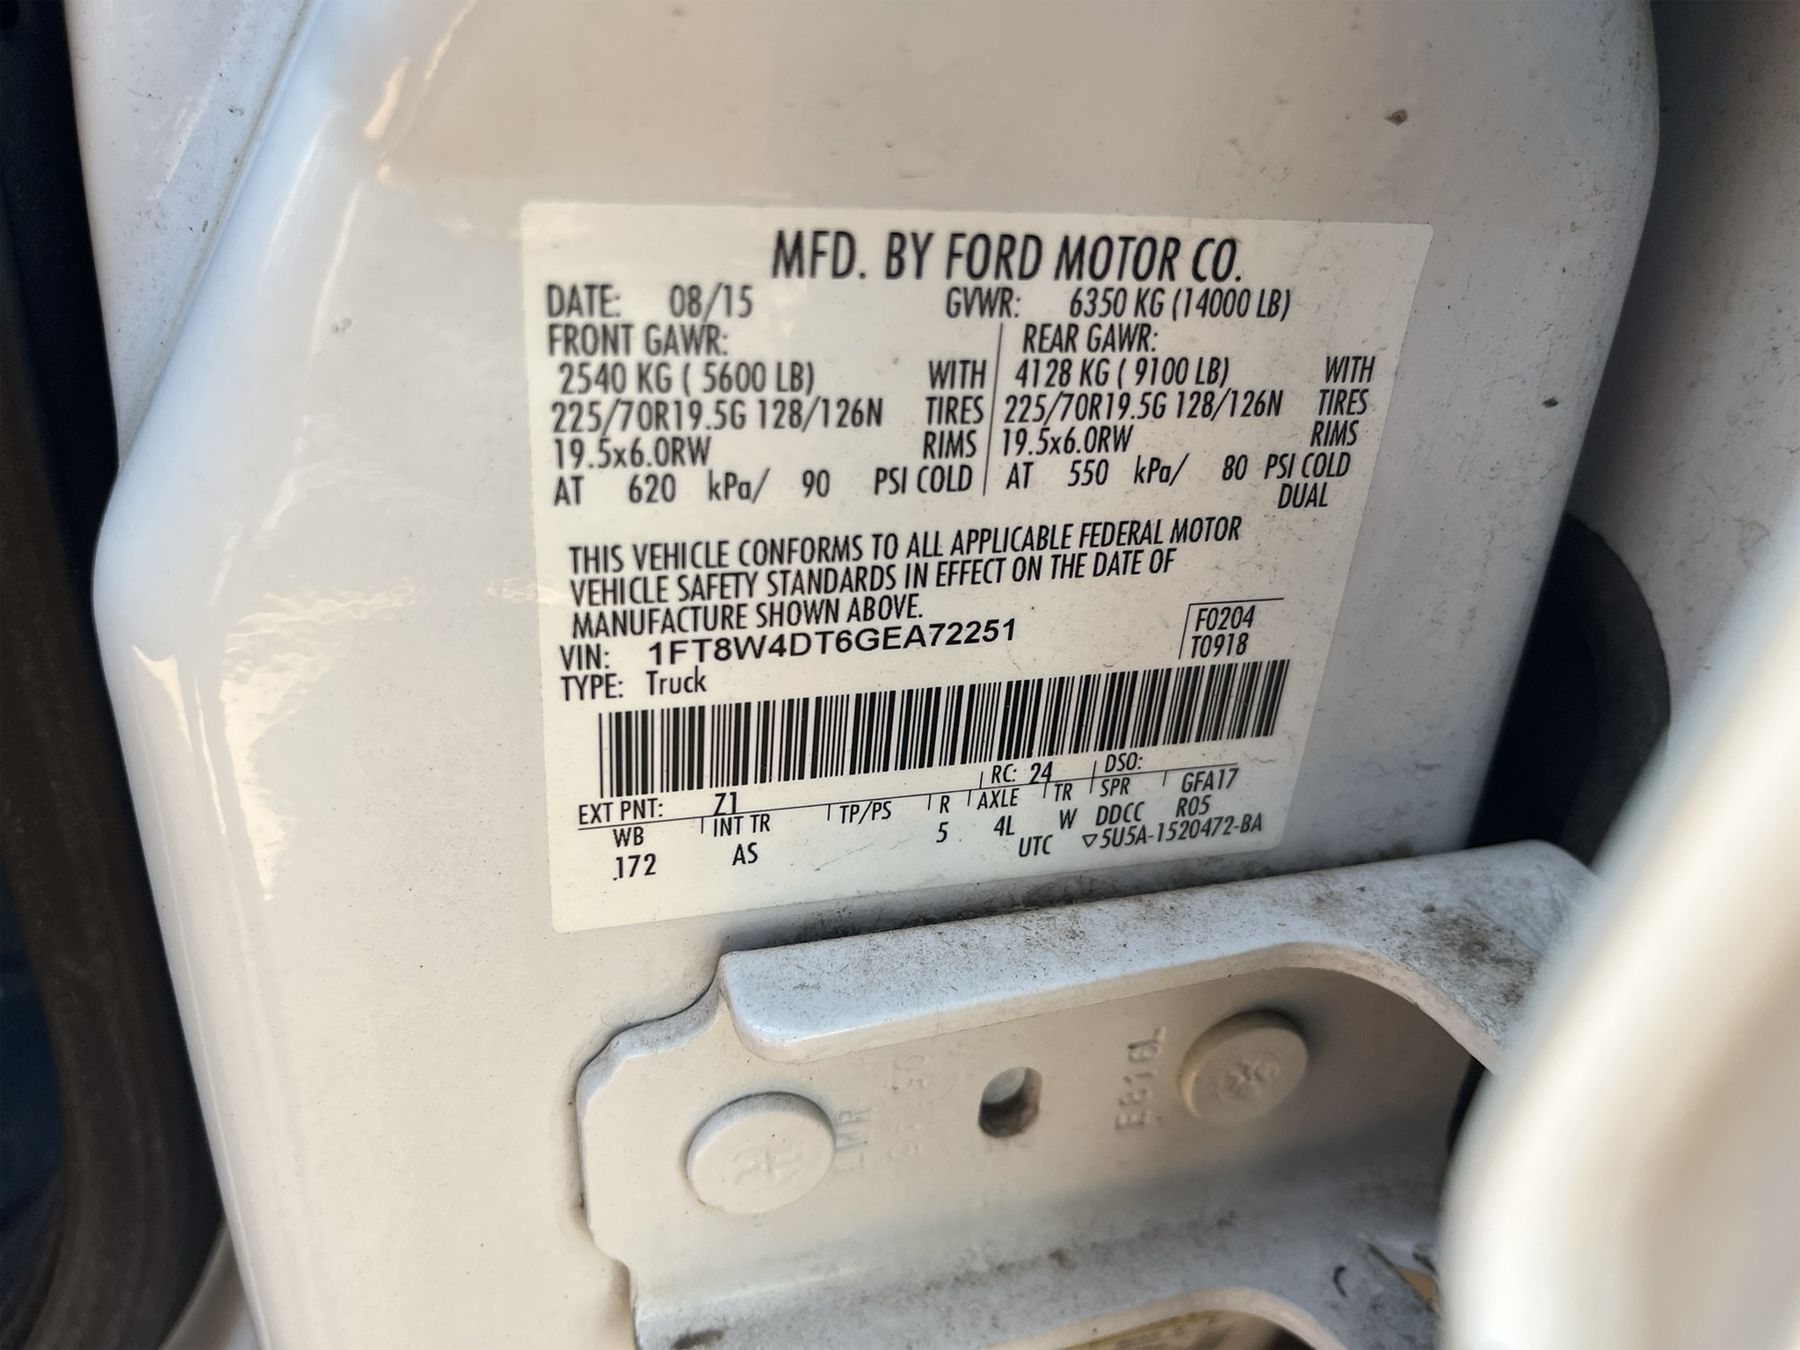 MFD. BY FORD MOTOR CO.
DATE: 08/15 GVWR: 6350 KG (14000 LB)
FRONT GAWR: REAR GAWR:
2540 KG ( 5600 LB) WITH 4128 KG ( 9100 LB) WITH
225/70R19.5G 128/126N TIRES 225/70R19.5G 128/126N TIRES
19.5x6.0RW RIMS 19.5x6.0RW RIMS
AT 620 kPa/ 90 PSI COLD AT 550 kPa/ 80 PSI COLD
DUAL
THIS VEHICLE CONFORMS TO ALL APPLICABLE FEDERAL MOTOR
VEHICLE SAFETY STANDARDS IN EFFECT ON THE DATE OF
MANUFACTURE SHOWN ABOVE.
VIN: 1FT8W4DT6GEA72251
F0204
T0918
TYPE: Truck
EXT PNT: Z1 RC: 24 DSO:
WB INT TR TP/PS R AXLE TR SPR GFA17
172 AS 5 4L W DDCC R05
UTC ▽5U5A-1520472-BA